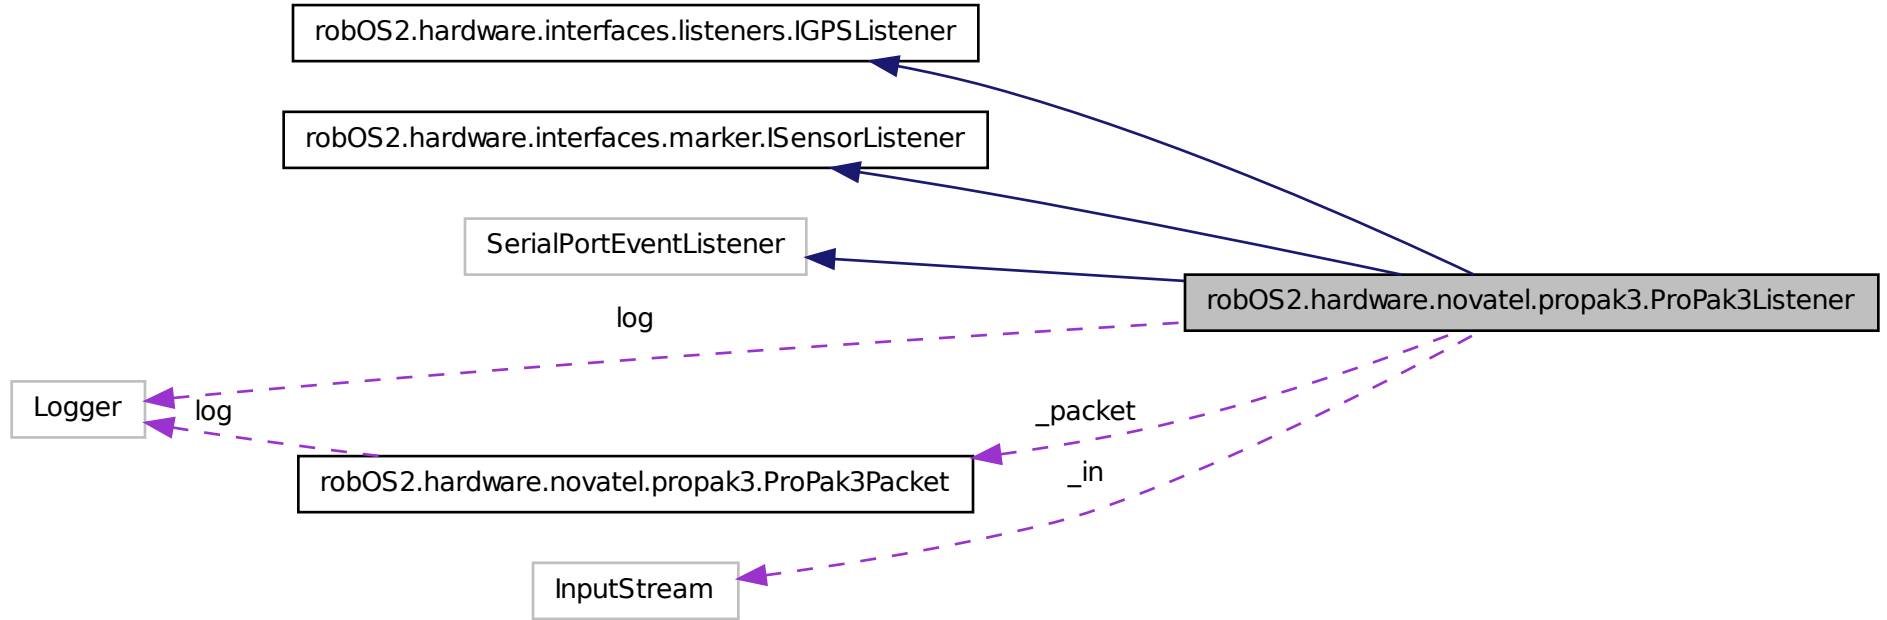 robOS2.hardware.interfaces.listeners.IGPSListener
robOS2.hardware.interfaces.marker.ISensorListener
SerialPortEventListener
robOS2.hardware.novatel.propak3.ProPak3Listener
log
Logger
log
_packet
robOS2.hardware.novatel.propak3.ProPak3Packet
_in
InputStream